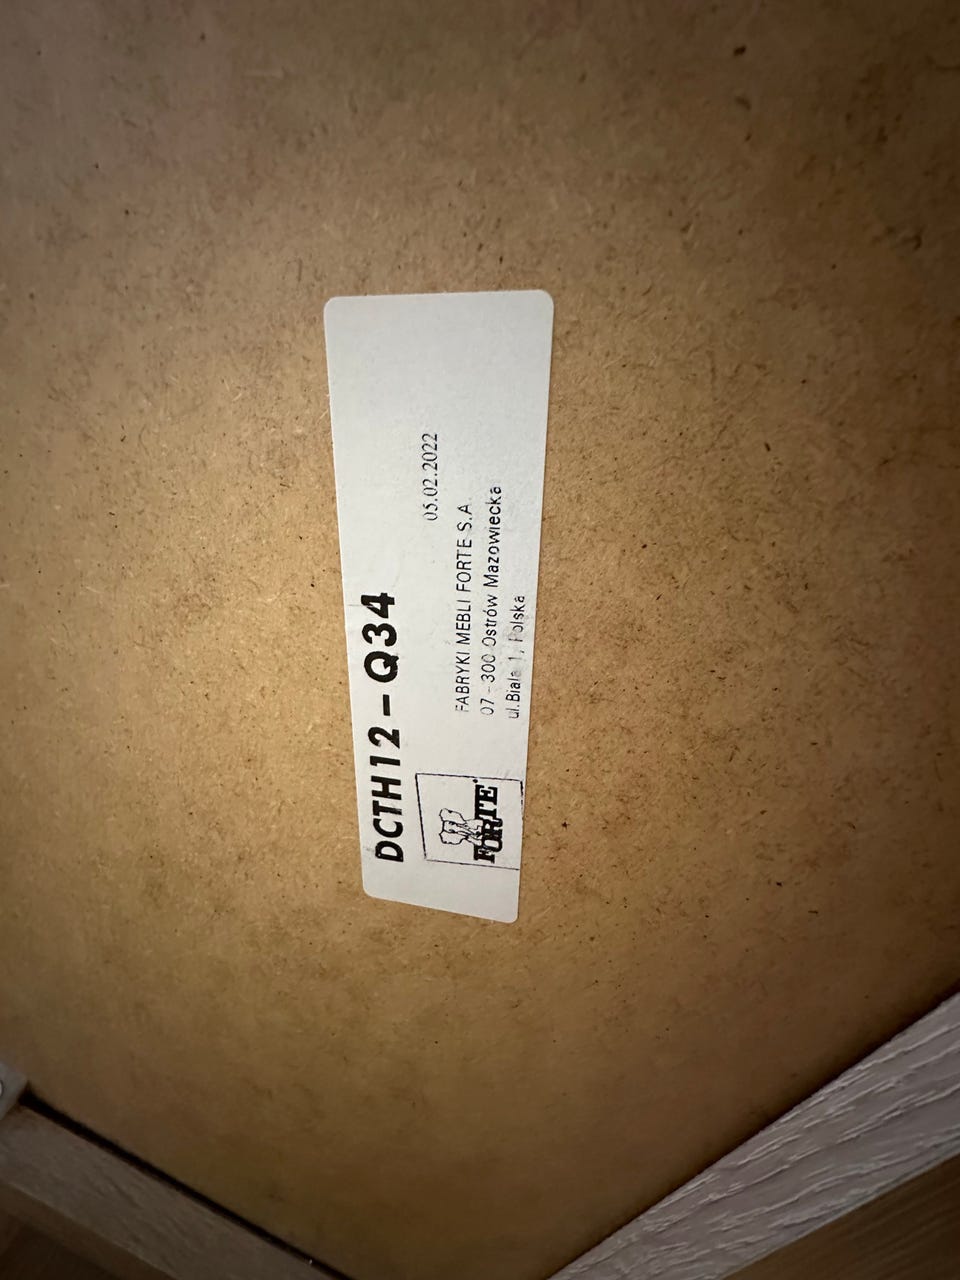 DCTH12-Q34
05.02.2022
FABRYKI MEBLI FORTE S.A.
07-300 Ostrów Mazowiecka
ul. Biała 1, Polska
FORTE